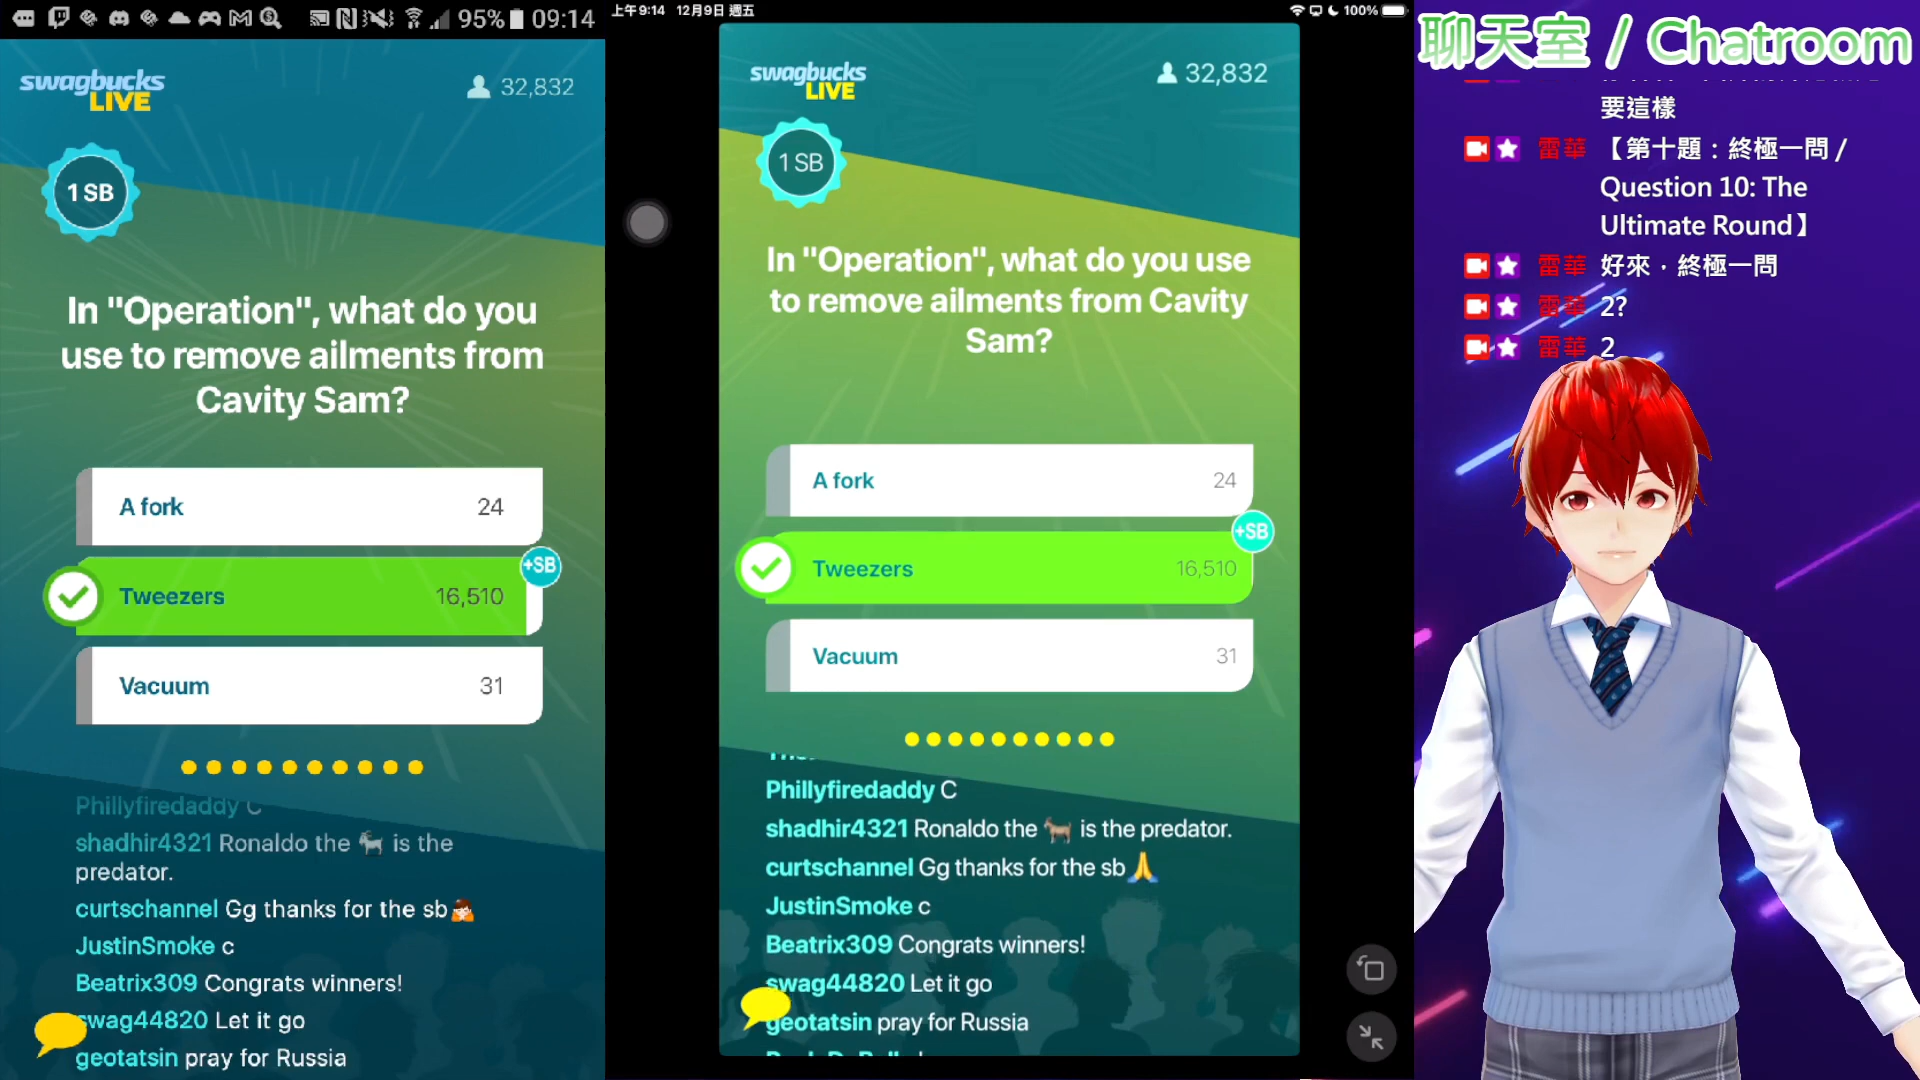 95% 09:14
swagbucks
LIVE
32,832
1 SB
In "Operation", what do you
use to remove ailments from
Cavity Sam?
A fork 24
+SB
Tweezers 16,510
Vacuum 31
Phillyfiredaddy C
shadhir4321 Ronaldo the 🐐 is the
predator.
curtschannel Gg thanks for the sb🙏
JustinSmoke c
Beatrix309 Congrats winners!
swag44820 Let it go
geotatsin pray for Russia
上午9:14 12月9日 週五
100%
swagbucks
LIVE
32,832
1 SB
In "Operation", what do you use
to remove ailments from Cavity
Sam?
A fork 24
+SB
Tweezers 16,510
Vacuum 31
Phillyfiredaddy C
shadhir4321 Ronaldo the 🐐 is the predator.
curtschannel Gg thanks for the sb🙏
JustinSmoke c
Beatrix309 Congrats winners!
swag44820 Let it go
geotatsin pray for Russia
聊天室 / Chatroom
要這樣
雷華 【第十題：終極一問 /
Question 10: The
Ultimate Round】
雷華 好來，終極一問
雷華 2?
雷華 2